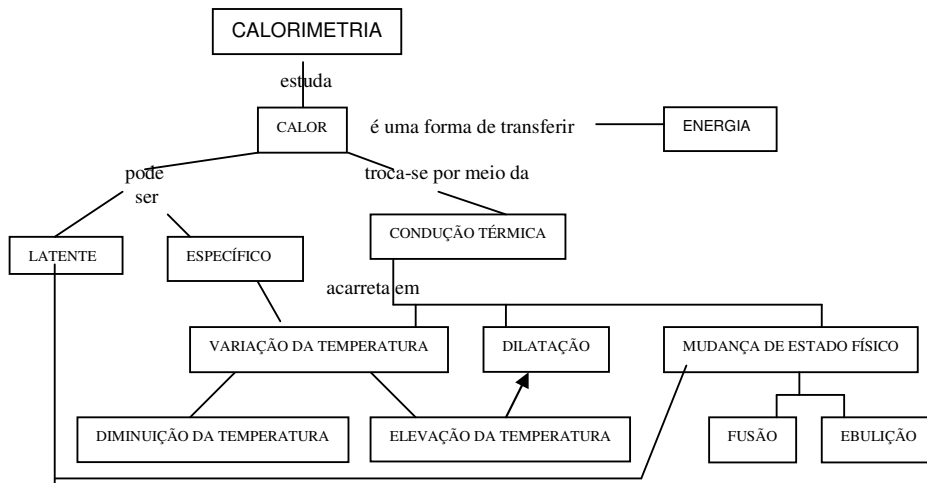 CALORIMETRIA
estuda
CALOR
é uma forma de transferir
ENERGIA
pode
ser
troca-se por meio da
LATENTE
ESPECÍFICO
CONDUÇÃO TÉRMICA
acarreta em
VARIAÇÃO DA TEMPERATURA
DILATAÇÃO
MUDANÇA DE ESTADO FÍSICO
DIMINUIÇÃO DA TEMPERATURA
ELEVAÇÃO DA TEMPERATURA
FUSÃO
EBULIÇÃO